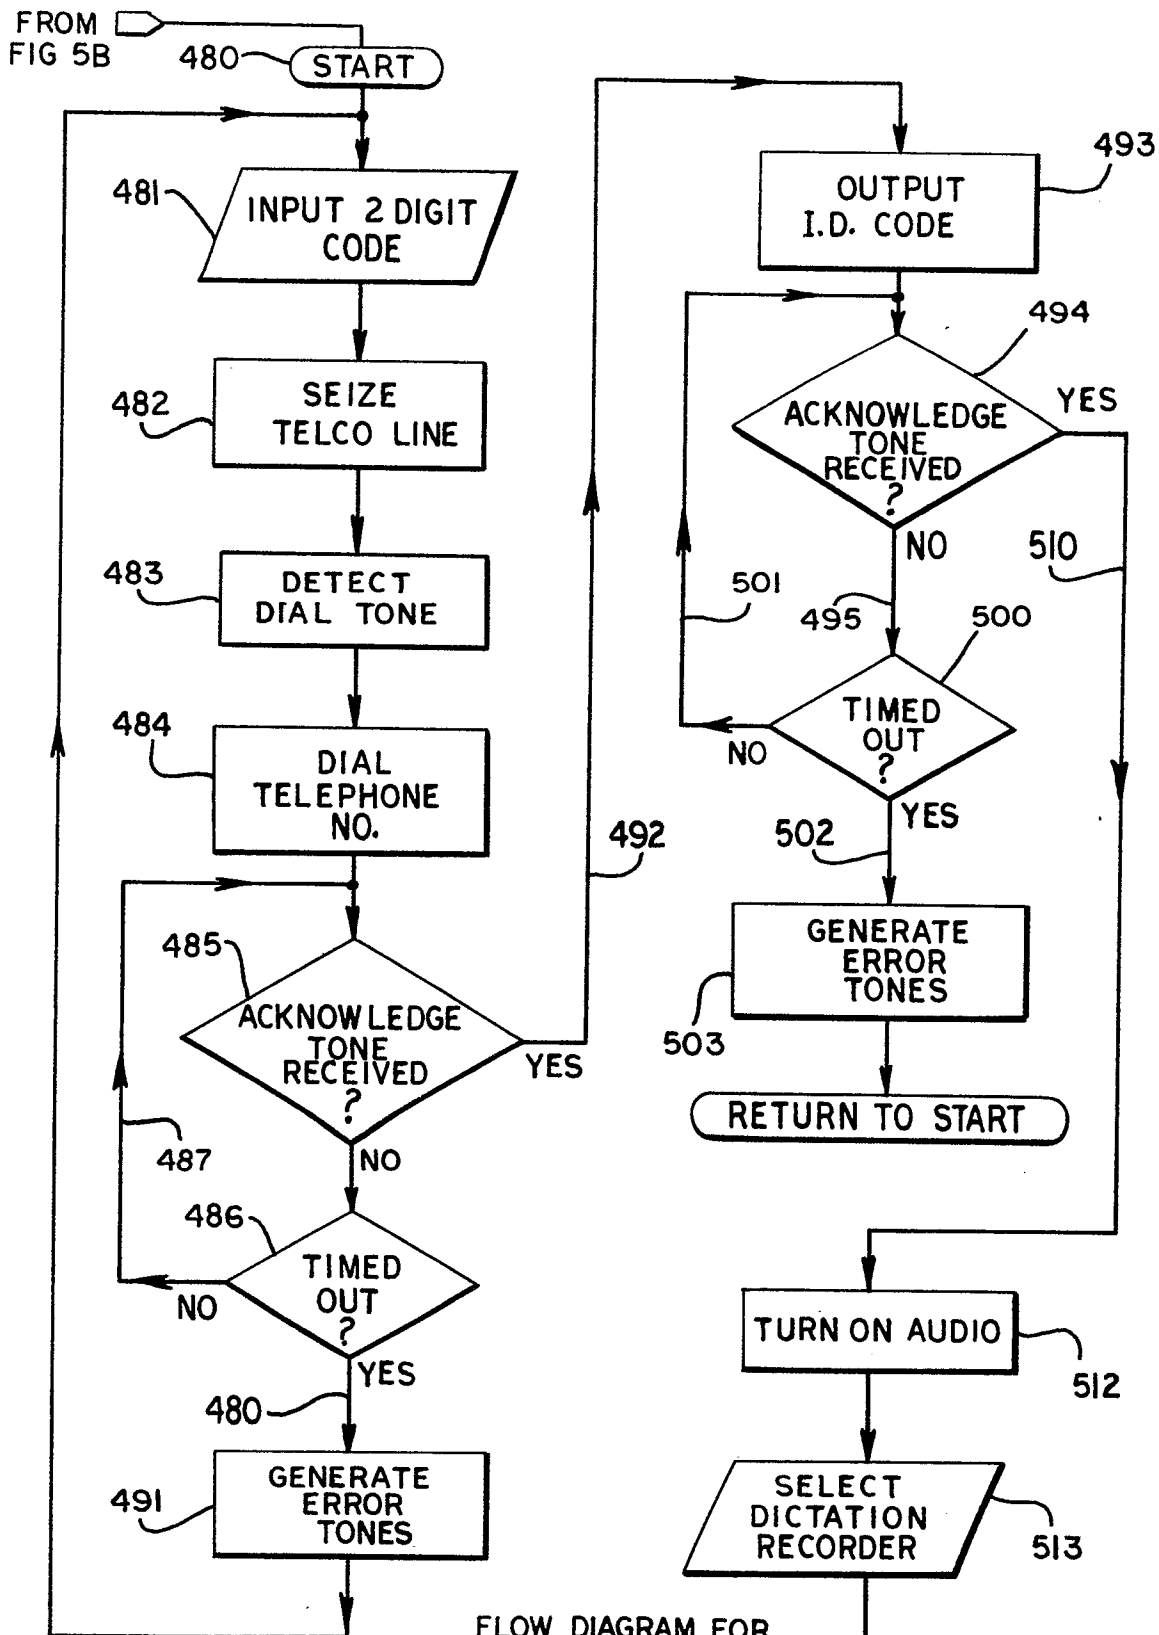 FROM
FIG 5B
480
START
481
INPUT 2 DIGIT
CODE
482
SEIZE
TELCO LINE
483
DETECT
DIAL TONE
484
DIAL
TELEPHONE
NO.
485
ACKNOWLEDGE
TONE
RECEIVED
?
YES
492
487
NO
486
TIMED
OUT
?
NO
YES
480
491
GENERATE
ERROR
TONES
493
OUTPUT
I.D. CODE
494
ACKNOWLEDGE
TONE
RECEIVED
?
YES
NO
510
501
495
500
TIMED
OUT
?
NO
YES
502
GENERATE
ERROR
TONES
503
RETURN TO START
TURN ON AUDIO
512
SELECT
DICTATION
RECORDER
513
FLOW DIAGRAM FOR